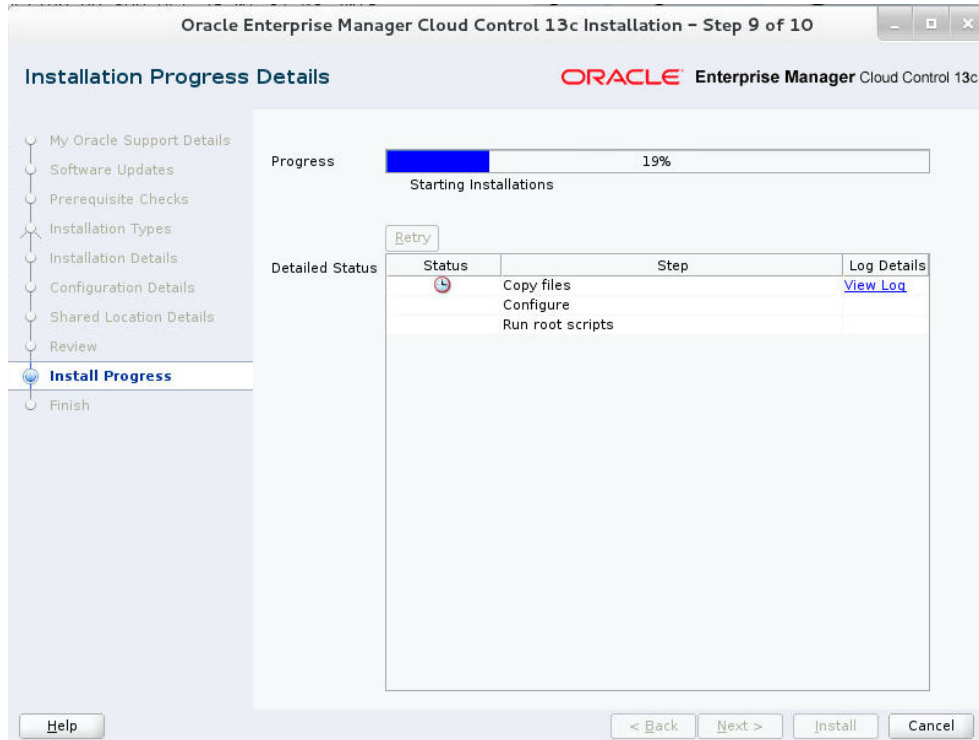 Oracle Enterprise Manager Cloud Control 13c Installation - Step 9 of 10
Installation Progress Details
ORACLE Enterprise Manager Cloud Control 13c
My Oracle Support Details
Software Updates
Prerequisite Checks
Installation Types
Installation Details
Configuration Details
Shared Location Details
Review
Install Progress
Finish
Progress
19%
Starting Installations
Retry
Detailed Status
Status Step Log Details
Copy files View Log
Configure
Run root scripts
Help < Back Next > Install Cancel